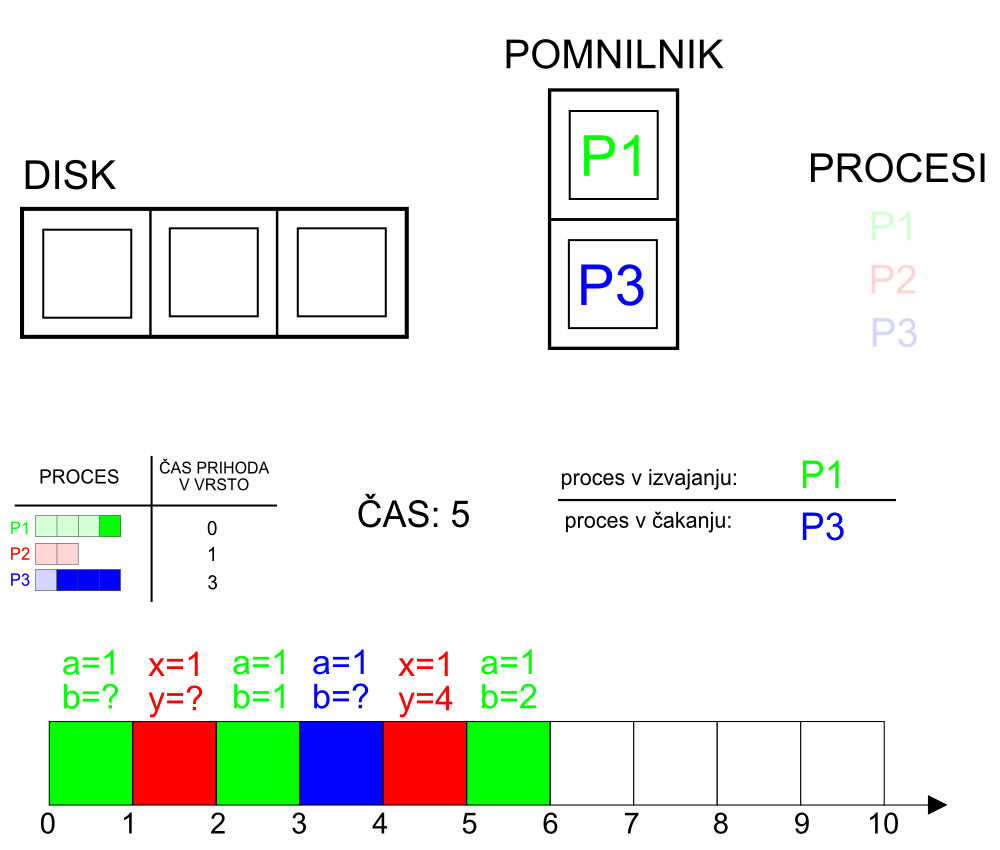 POMNILNIK
P1
DISK
PROCESI
P1
P2
P3
P3
PROCES
ČAS PRIHODA
V VRSTO
P1 0
P2 1
P3 3
ČAS: 5
proces v izvajanju: P1
proces v čakanju: P3
a=1 x=1 a=1 a=1 x=1 a=1
b=? y=? b=1 b=? y=4 b=2
0 1 2 3 4 5 6 7 8 9 10